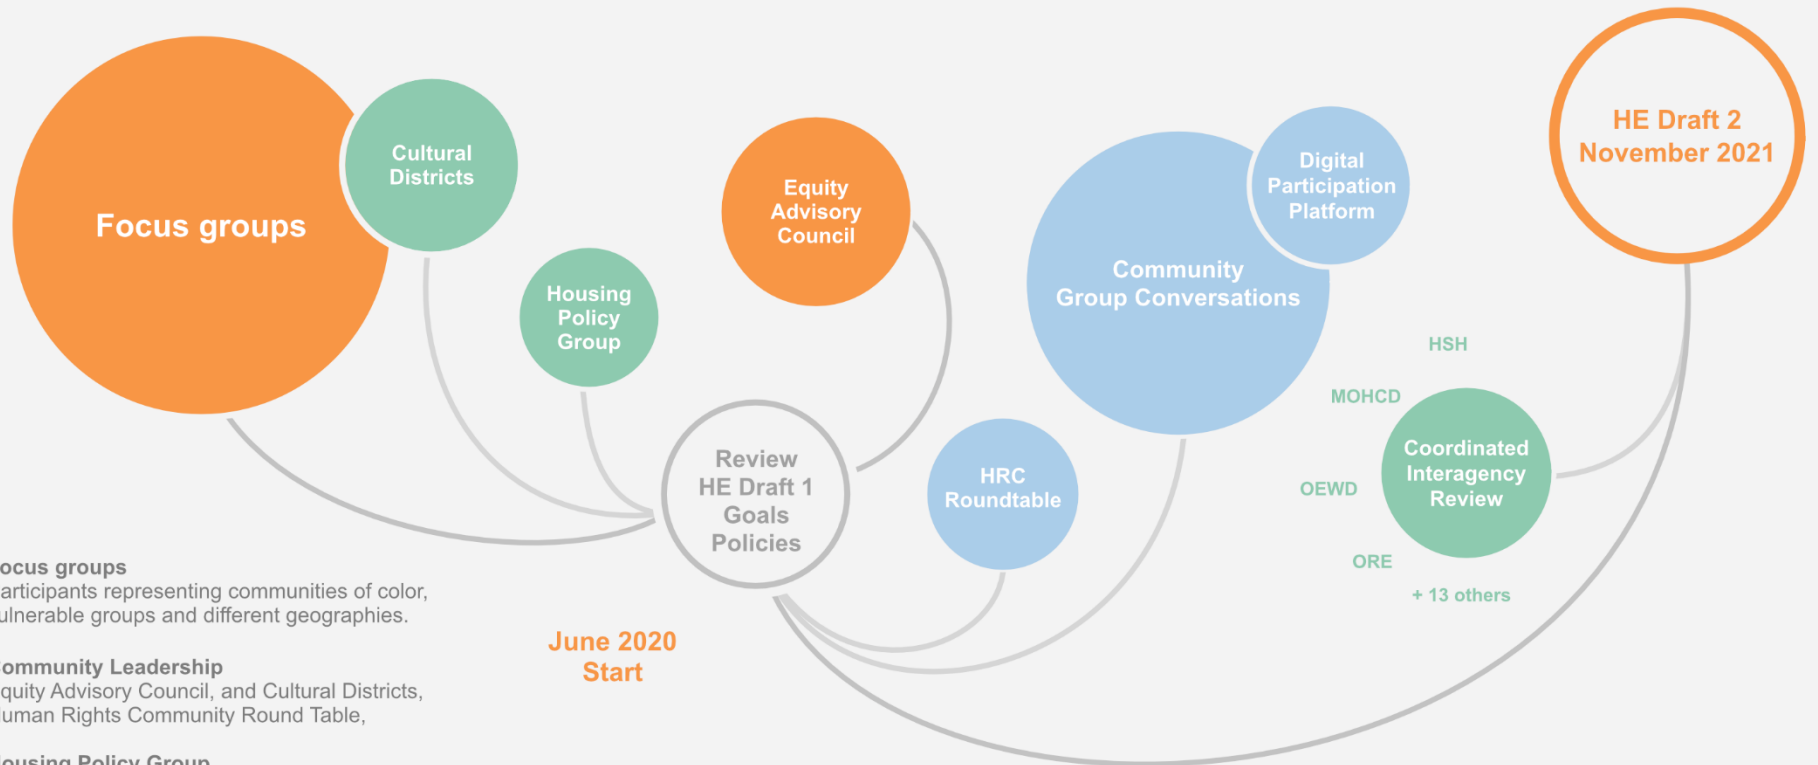 Focus groups
Cultural
Districts
Housing
Policy
Group
Equity
Advisory
Council
Review
HE Draft 1
Goals
Policies
June 2020
Start
HRC
Roundtable
Community
Group Conversations
Digital
Participation
Platform
HSH
MOHCD
OEWD
ORE
+ 13 others
Coordinated
Interagency
Review
HE Draft 2
November 2021
ocus groups
articipants representing communities of color,
ulnerable groups and different geographies.
ommunity Leadership
quity Advisory Council, and Cultural Districts,
uman Rights Community Round Table,
ousing Policy Group